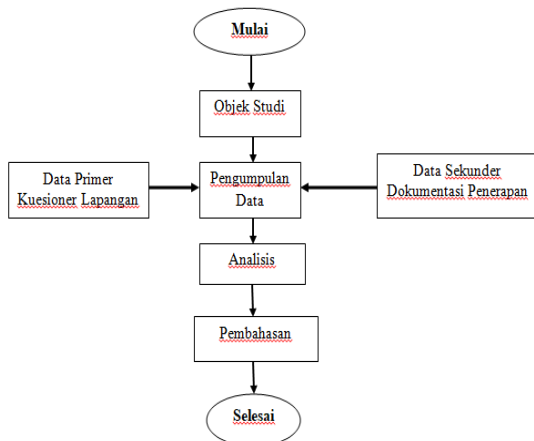 Mulai
Objek Studi
Data Primer
Kuesioner Lapangan
Pengumpulan
Data
Data Sekunder
Dokumentasi Penerapan
Analisis
Pembahasan
Selesai